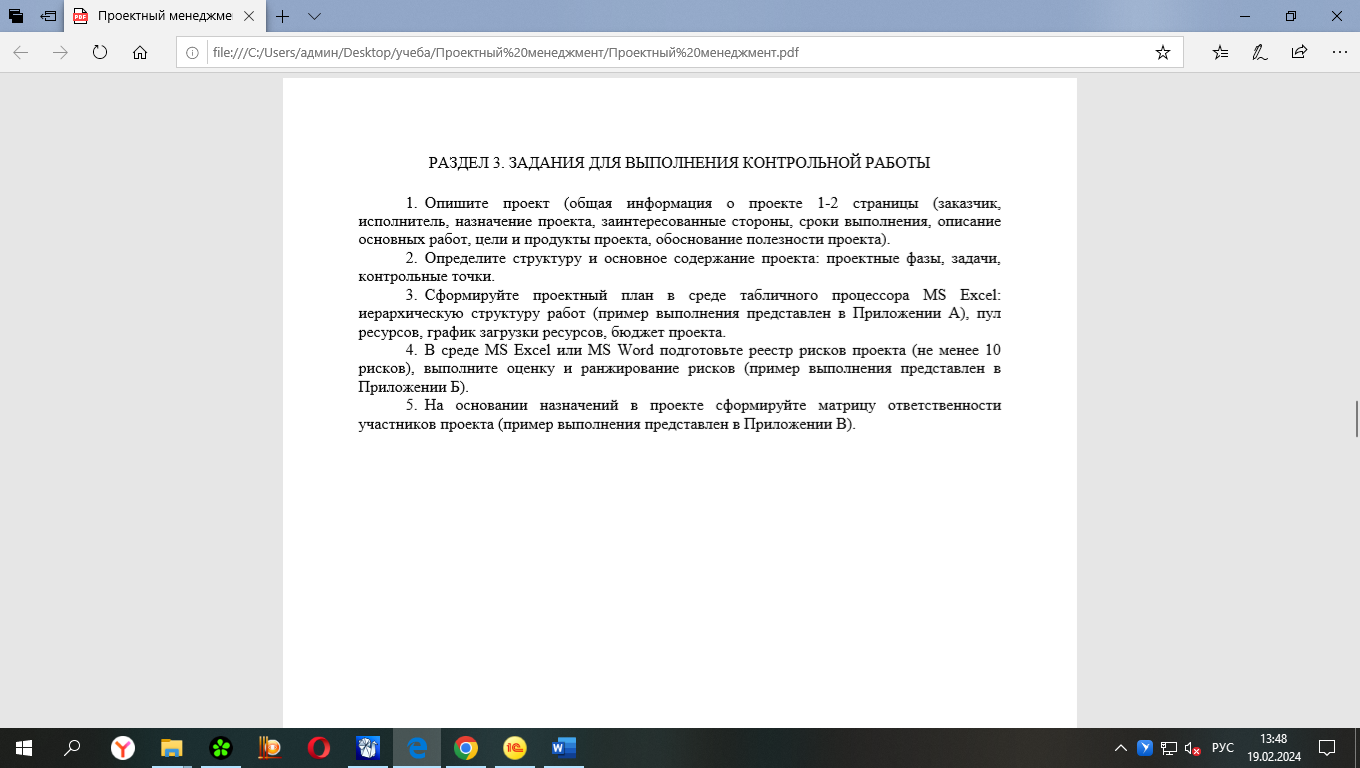 Проектный менеджме
file:///C:/Users/админ/Desktop/учеба/Проектный%20менеджмент/Проектный%20менеджмент.pdf
РАЗДЕЛ 3. ЗАДАНИЯ ДЛЯ ВЫПОЛНЕНИЯ КОНТРОЛЬНОЙ РАБОТЫ
1. Опишите проект (общая информация о проекте 1-2 страницы (заказчик,
исполнитель, назначение проекта, заинтересованные стороны, сроки выполнения, описание
основных работ, цели и продукты проекта, обоснование полезности проекта).
2. Определите структуру и основное содержание проекта: проектные фазы, задачи,
контрольные точки.
3. Сформируйте проектный план в среде табличного процессора MS Excel:
иерархическую структуру работ (пример выполнения представлен в Приложении А), пул
ресурсов, график загрузки ресурсов, бюджет проекта.
4. В среде MS Excel или MS Word подготовьте реестр рисков проекта (не менее 10
рисков), выполните оценку и ранжирование рисков (пример выполнения представлен в
Приложении Б).
5. На основании назначений в проекте сформируйте матрицу ответственности
участников проекта (пример выполнения представлен в Приложении В).
РУС
13:48
19.02.2024